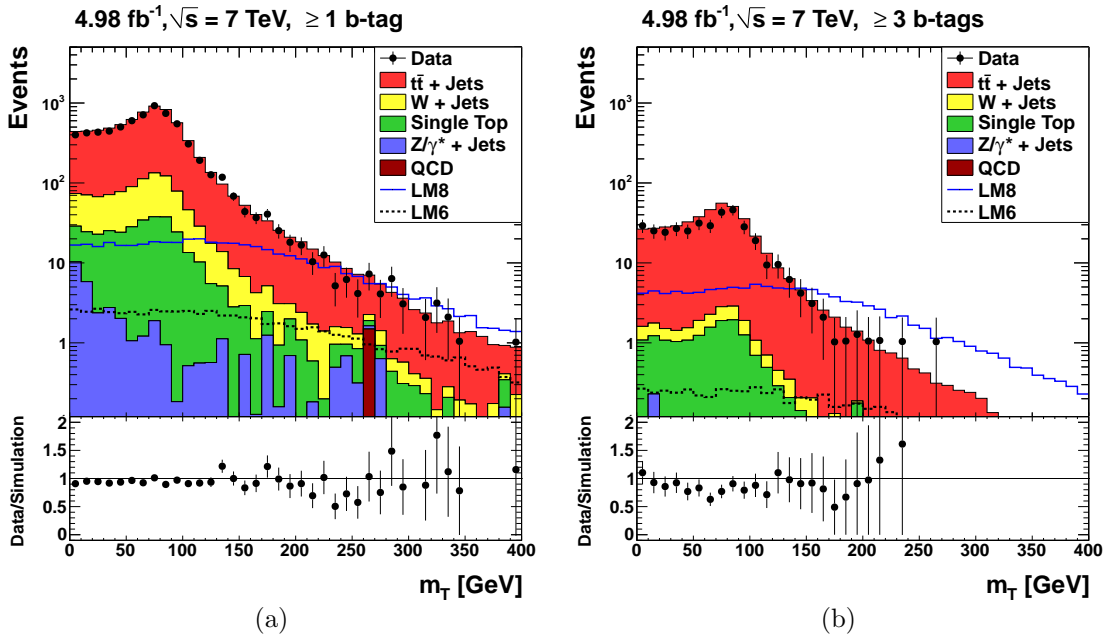 4.98 fb⁻¹, √s = 7 TeV, ≥ 1 b-tag
Events
10³
10²
10
1
Data
tt̄ + Jets
W + Jets
Single Top
Z/γ* + Jets
QCD
LM8
LM6
Data/Simulation
2
1.5
1
0.5
0
0 50 100 150 200 250 300 350 400
m_T [GeV]
(a)
4.98 fb⁻¹, √s = 7 TeV, ≥ 3 b-tags
Events
10³
10²
10
1
Data
tt̄ + Jets
W + Jets
Single Top
Z/γ* + Jets
QCD
LM8
LM6
Data/Simulation
2
1.5
1
0.5
0
0 50 100 150 200 250 300 350 400
m_T [GeV]
(b)